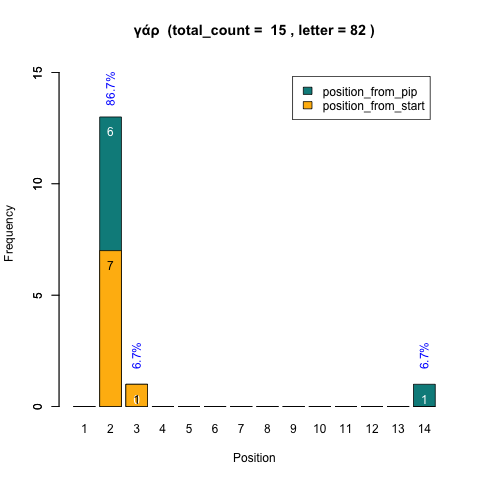 γάρ (total_count = 15 , letter = 82 )
15
86.7%
position_from_pip
position_from_start
6
10
7
Frequency
5
6.7%
6.7%
0
1
1
1 2 3 4 5 6 7 8 9 10 11 12 13 14
Position